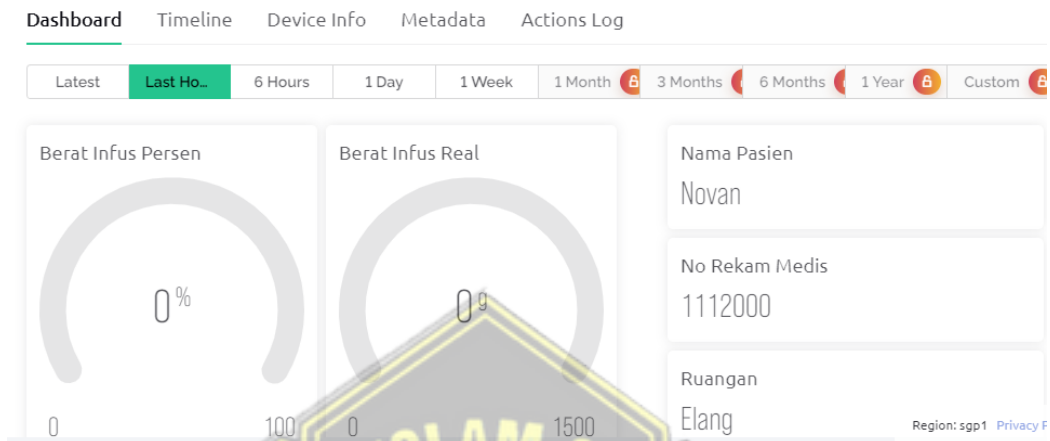 Dashboard Timeline Device Info Metadata Actions Log
Latest Last Ho... 6 Hours 1 Day 1 Week 1 Month 3 Months 6 Months 1 Year Custom
Berat Infus Persen
0 %
0 100
Berat Infus Real
0 g
0 1500
Nama Pasien
Novan
No Rekam Medis
1112000
Ruangan
Elang
ISLAM
Region: sgp1 Privacy